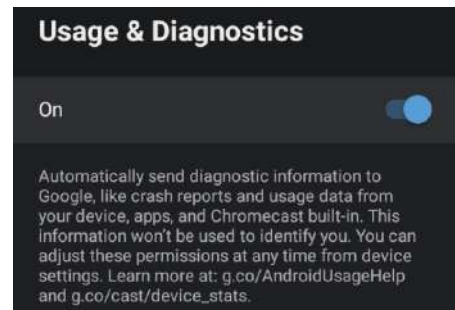 Usage & Diagnostics
On
Automatically send diagnostic information to
Google, like crash reports and usage data from
your device, apps, and Chromecast built-in. This
information won't be used to identify you. You can
adjust these permissions at any time from device
settings. Learn more at: g.co/AndroidUsageHelp
and g.co/cast/device_stats.